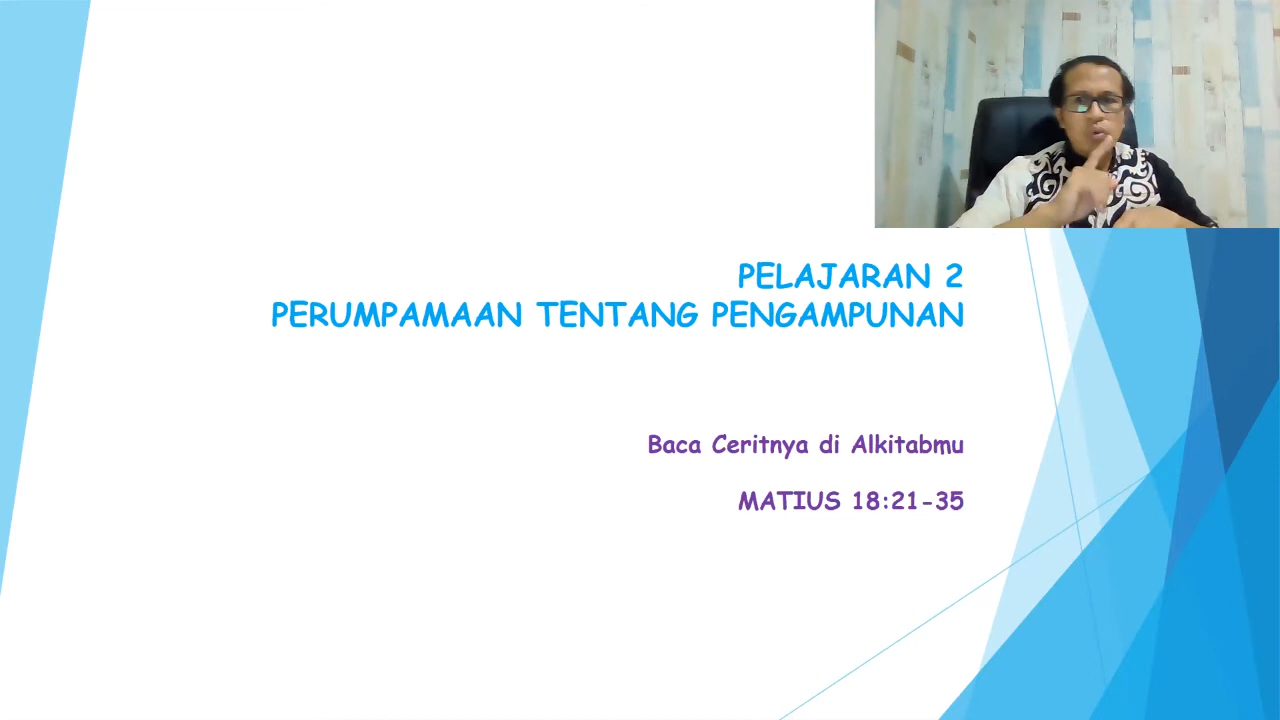 PELAJARAN 2
PERUMPAMAAN TENTANG PENGAMPUNAN
Baca Ceritnya di Alkitabmu
MATIUS 18:21-35